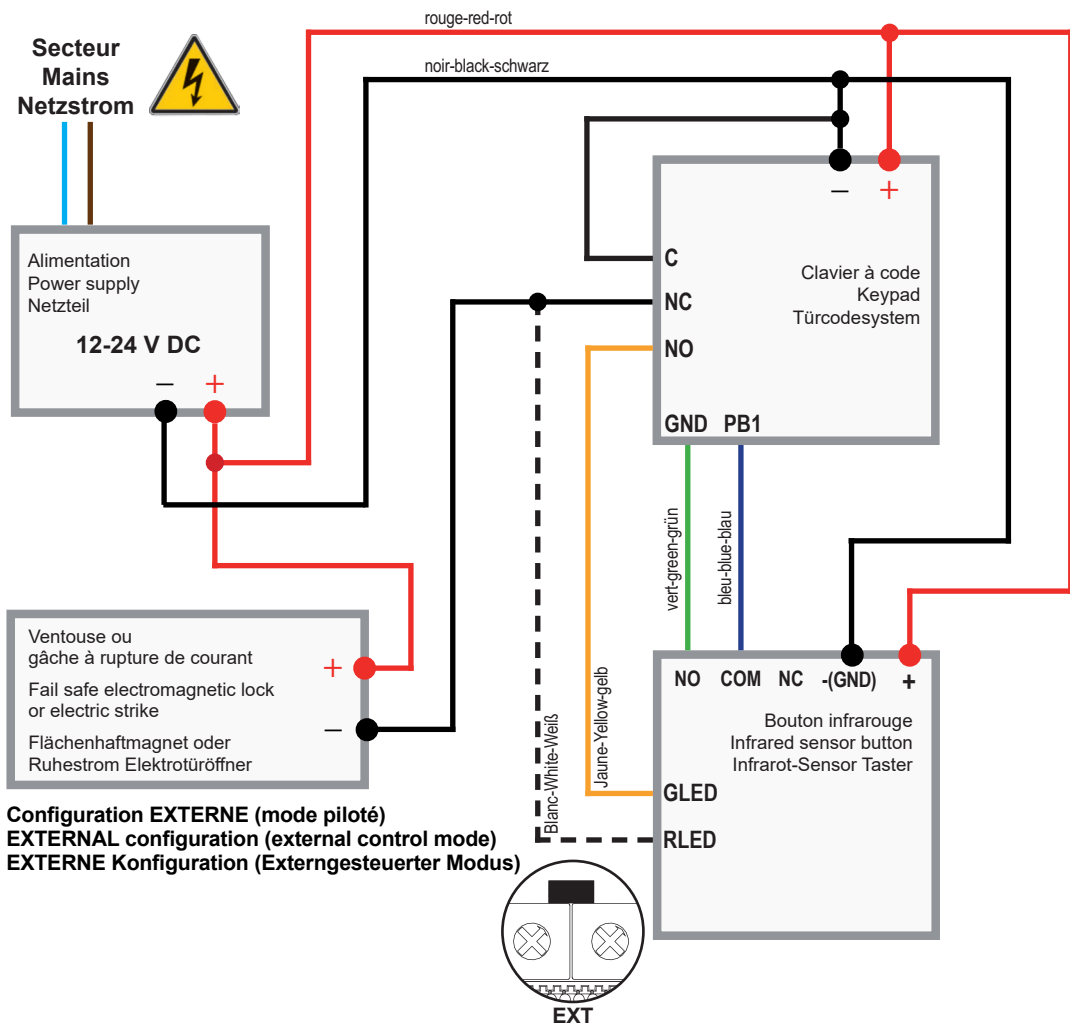 rouge-red-rot
Secteur
Mains
Netzstrom
noir-black-schwarz
– +
Alimentation
Power supply
Netzteil
12-24 V DC
– +
C
NC
NO
GND PB1
Clavier à code
Keypad
Türcodesystem
vert-green-grün
bleu-blue-blau
Ventouse ou
gâche à rupture de courant
Fail safe electromagnetic lock
or electric strike
Flächenhaftmagnet oder
Ruhestrom Elektrotüröffner
+
–
Blanc-White-Weiß
Jaune-Yellow-gelb
NO COM NC -(GND) +
Bouton infrarouge
Infrared sensor button
Infrarot-Sensor Taster
GLED
RLED
Configuration EXTERNE (mode piloté)
EXTERNAL configuration (external control mode)
EXTERNE Konfiguration (Externgesteuerter Modus)
EXT